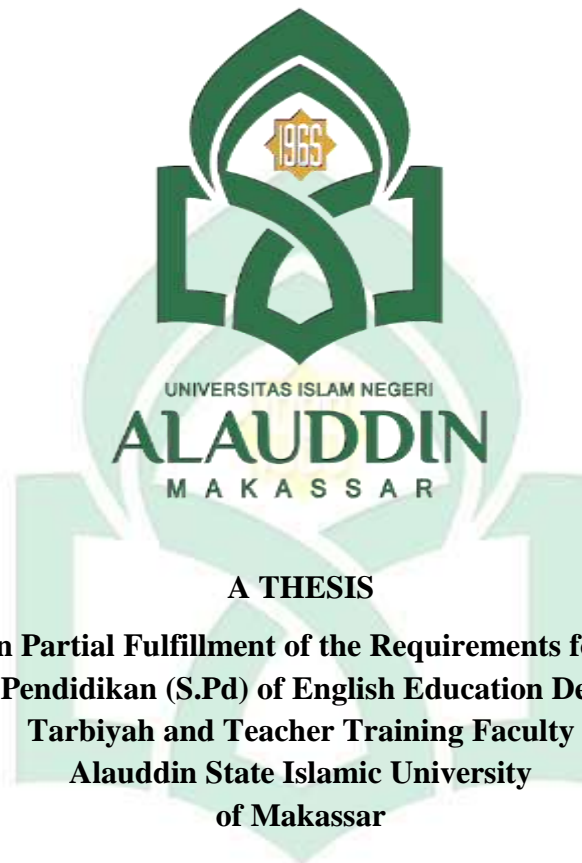 1965
UNIVERSITAS ISLAM NEGERI
ALAUDDIN
MAKASSAR
A THESIS
n Partial Fulfillment of the Requirements f
Pendidikan (S.Pd) of English Education De
Tarbiyah and Teacher Training Faculty
Alauddin State Islamic University
of Makassar